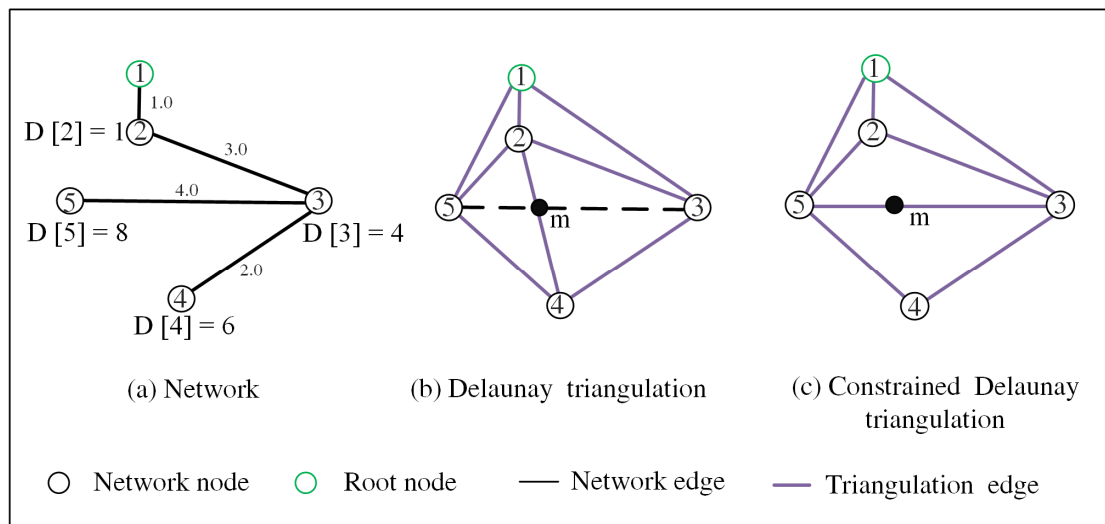 1
1.0
D [2] = 1
2
3.0
5
4.0
3
D [5] = 8
D [3] = 4
2.0
4
D [4] = 6
(a) Network
1
2
5
3
m
4
(b) Delaunay triangulation
1
2
5
3
m
4
(c) Constrained Delaunay
triangulation
Network node
Root node
Network edge
Triangulation edge